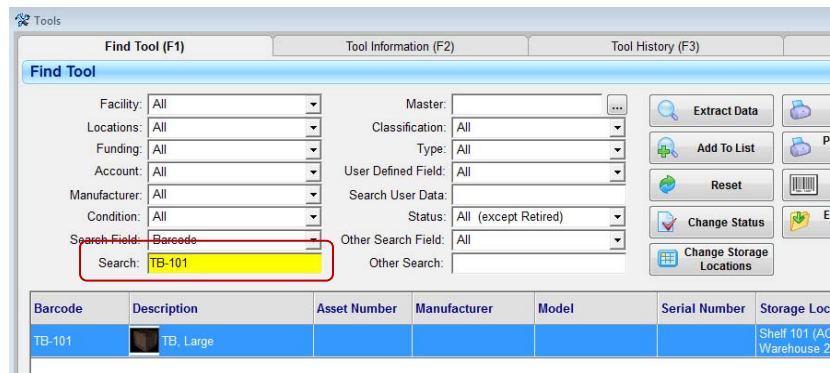 Tools
Find Tool (F1) Tool Information (F2) Tool History (F3)
Find Tool
Facility: All Master: ... Extract Data
Locations: All Classification: All Add To List P
Funding: All Type: All
Account: All User Defined Field: All Reset
Manufacturer: All Search User Data:
Condition: All Status: All (except Retired) Change Status E
Search Field: Barcode Other Search Field: All
Search: TB-101 Other Search: Change Storage
Locations
Barcode Description Asset Number Manufacturer Model Serial Number Storage Loc
TB-101 TB, Large Shelf 101 (AC
Warehouse 2